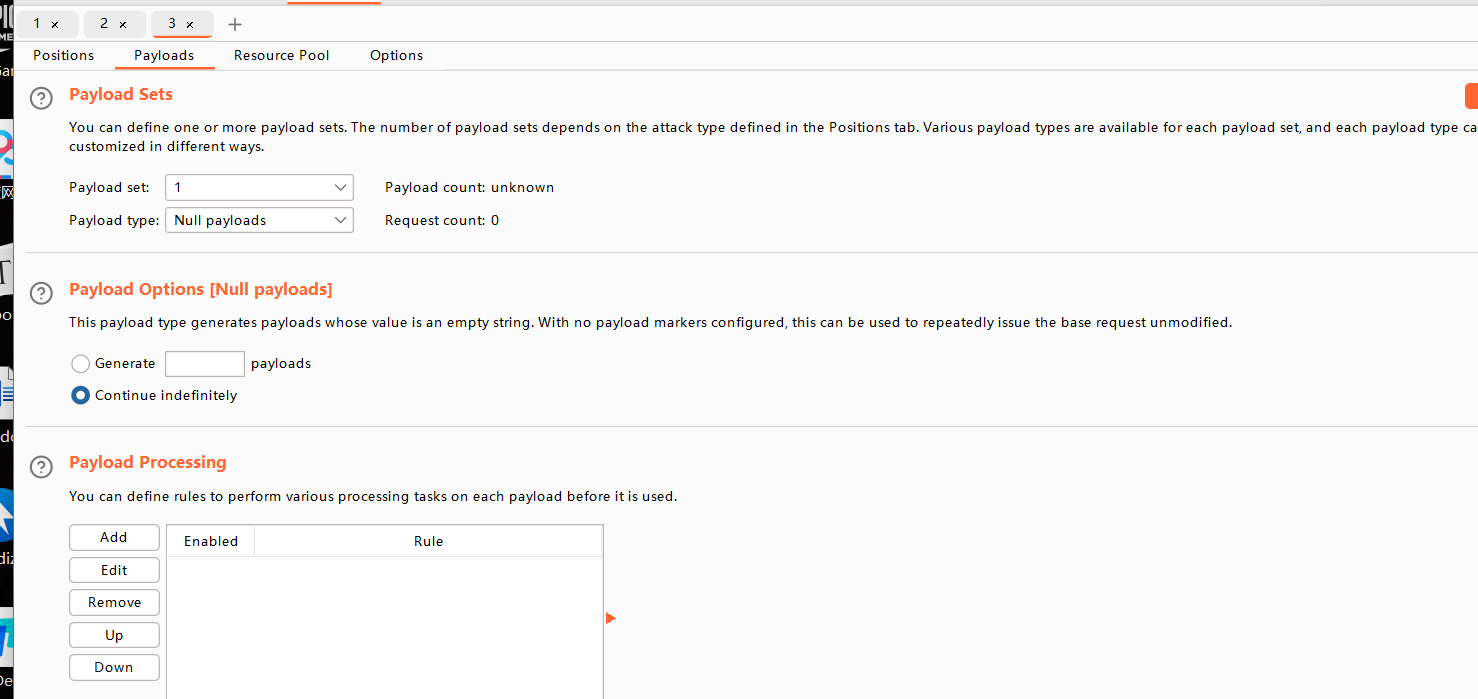 1 ×
2 ×
3 ×
+
Positions
Payloads
Resource Pool
Options
Payload Sets
You can define one or more payload sets. The number of payload sets depends on the attack type defined in the Positions tab. Various payload types are available for each payload set, and each payload type ca
customized in different ways.
Payload set: 1
Payload count: unknown
Payload type: Null payloads
Request count: 0
Payload Options [Null payloads]
This payload type generates payloads whose value is an empty string. With no payload markers configured, this can be used to repeatedly issue the base request unmodified.
Generate payloads
Continue indefinitely
Payload Processing
You can define rules to perform various processing tasks on each payload before it is used.
Add
Edit
Remove
Up
Down
Enabled
Rule